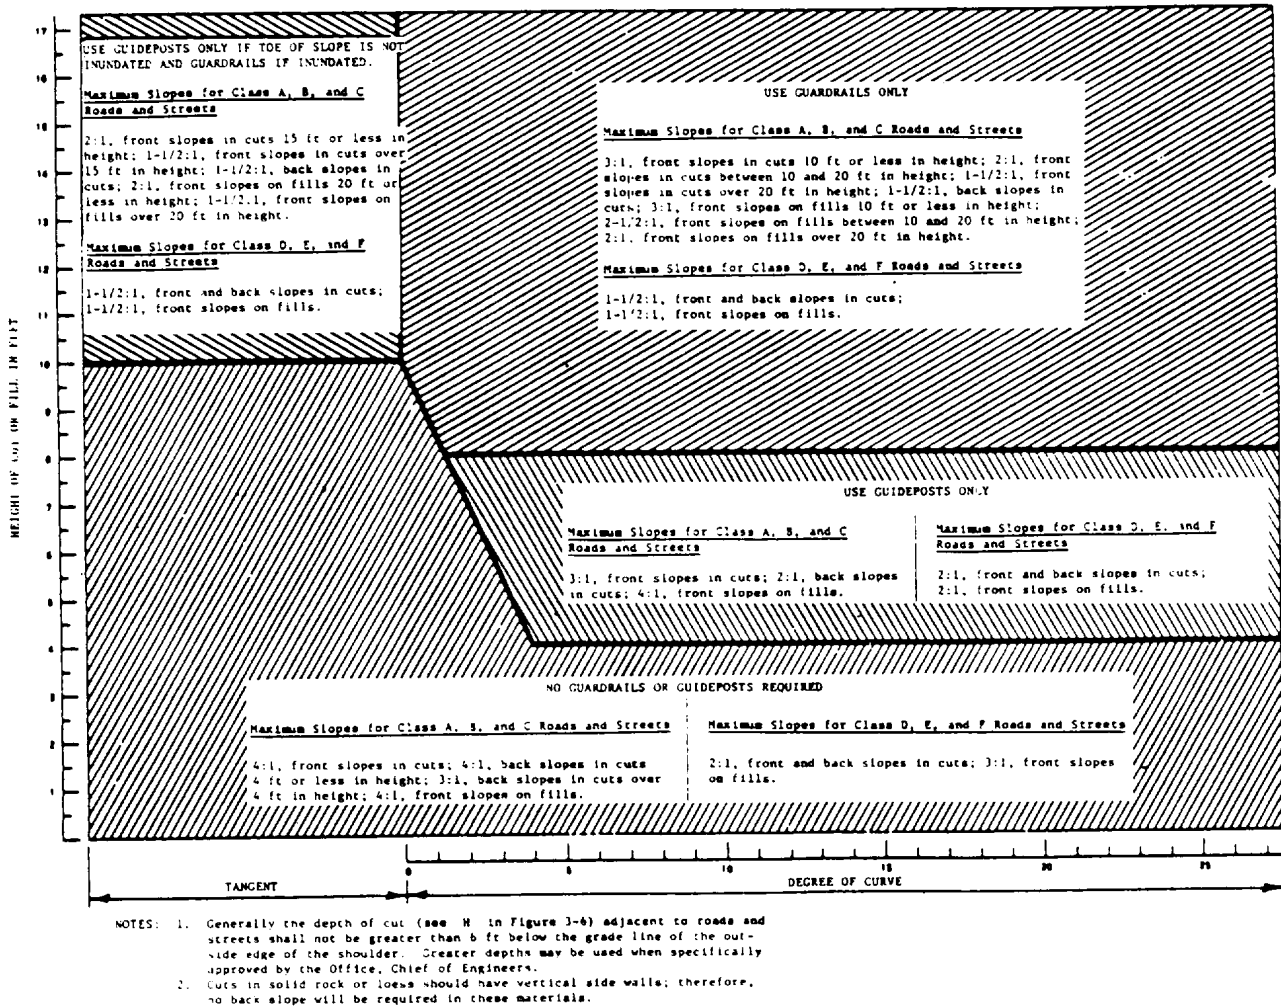 17
16
15
14
13
12
11
10
9
8
7
6
5
4
3
2
1
HEIGHT OF CUT OR FILL IN FEET
USE GUIDEPOSTS ONLY IF TOE OF SLOPE IS NOT
INUNDATED AND GUARDRAILS IF INUNDATED.
Maximum Slopes for Class A, B, and C
Roads and Streets
2:1, front slopes in cuts 15 ft or less in
height; 1-1/2:1, front slopes in cuts over
15 ft in height; 1-1/2:1, back slopes in
cuts; 2:1, front slopes on fills 20 ft or
less in height; 1-1/2:1, front slopes on
fills over 20 ft in height.
Maximum Slopes for Class D, E, and F
Roads and Streets
1-1/2:1, front and back slopes in cuts;
1-1/2:1, front slopes on fills.
USE GUARDRAILS ONLY
Maximum Slopes for Class A, B, and C Roads and Streets
3:1, front slopes in cuts 10 ft or less in height; 2:1, front
slopes in cuts between 10 and 20 ft in height; 1-1/2:1, front
slopes in cuts over 20 ft in height; 1-1/2:1, back slopes in
cuts; 3:1, front slopes on fills 10 ft or less in height;
2-1/2:1, front slopes on fills between 10 and 20 ft in height;
2:1, front slopes on fills over 20 ft in height.
Maximum Slopes for Class D, E, and F Roads and Streets
1-1/2:1, front and back slopes in cuts;
1-1/2:1, front slopes on fills.
USE GUIDEPOSTS ONLY
Maximum Slopes for Class A, B, and C
Roads and Streets
3:1, front slopes in cuts; 2:1, back slopes
in cuts; 4:1, front slopes on fills.
Maximum Slopes for Class D, E, and F
Roads and Streets
2:1, front and back slopes in cuts;
2:1, front slopes on fills.
NO GUARDRAILS OR GUIDEPOSTS REQUIRED
Maximum Slopes for Class A, B, and C Roads and Streets
4:1, front slopes in cuts; 4:1, back slopes in cuts
4 ft or less in height; 3:1, back slopes in cuts over
4 ft in height; 4:1, front slopes on fills.
Maximum Slopes for Class D, E, and F Roads and Streets
2:1, front and back slopes in cuts; 3:1, front slopes
on fills.
0 5 10 15 20 25
TANGENT
DEGREE OF CURVE
NOTES: 1. Generally the depth of cut (see H in Figure 3-6) adjacent to roads and
streets shall not be greater than 6 ft below the grade line of the out-
side edge of the shoulder. Greater depths may be used when specifically
approved by the Office, Chief of Engineers.
2. Cuts in solid rock or loess should have vertical side walls; therefore,
no back slope will be required in these materials.